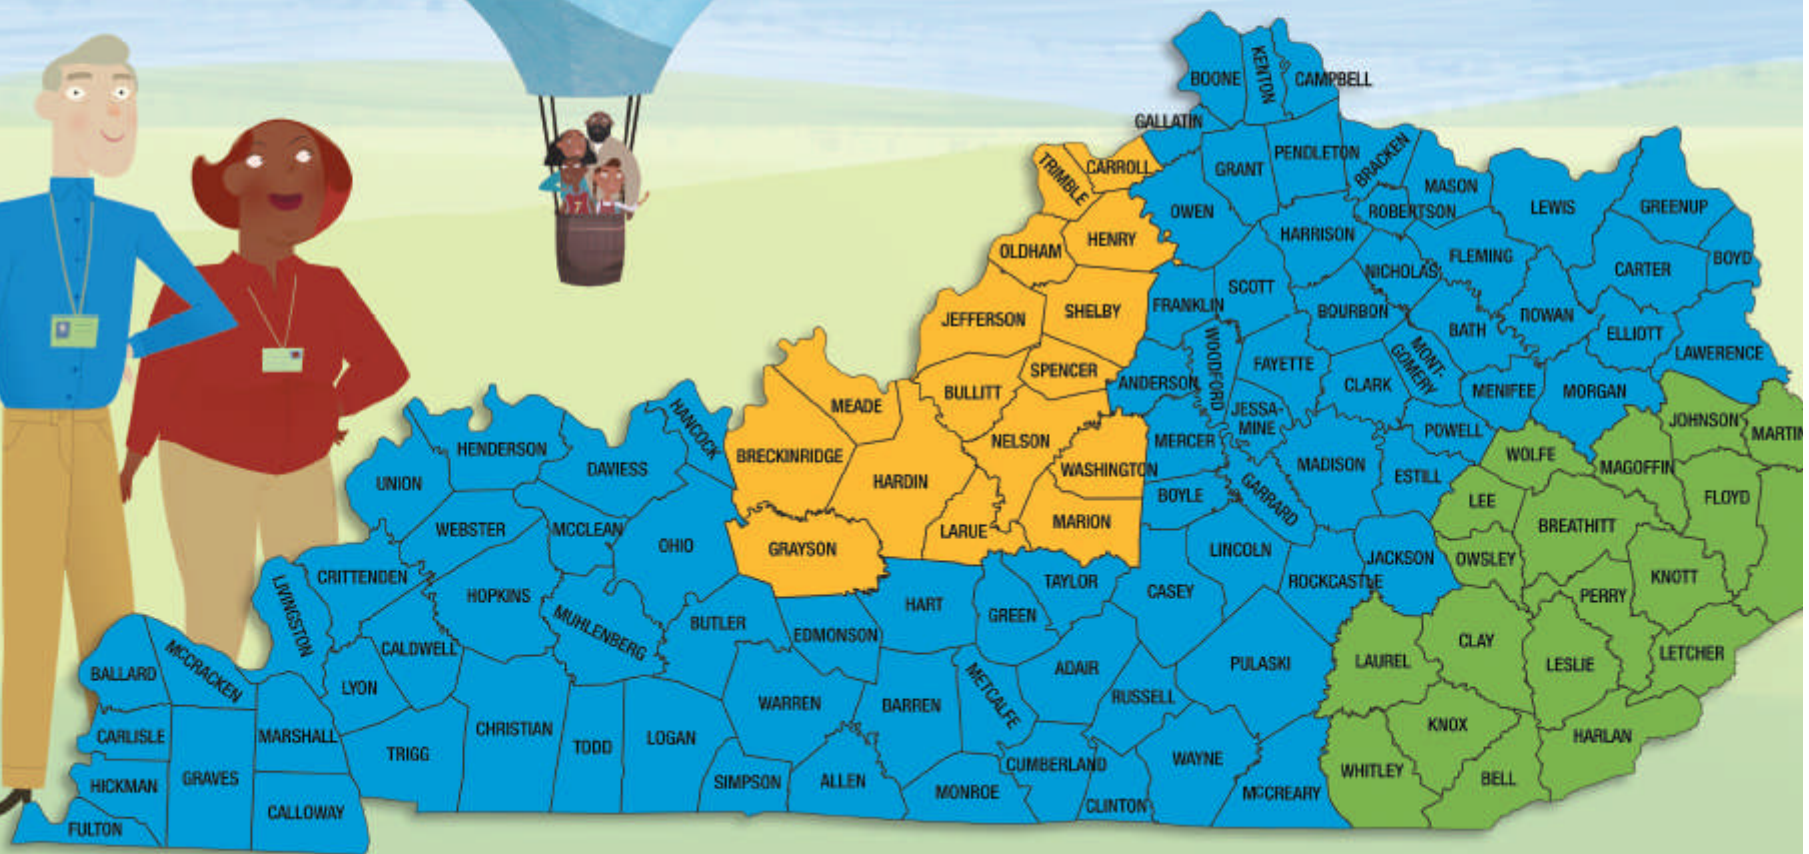 BOONE
KENTON
CAMPBELL
GALLATIN
TRIMBLE
CARROLL
GRANT
PENDLETON
BRACKEN
MASON
OWEN
ROBERTSON
LEWIS
GREENUP
OLDHAM
HENRY
HARRISON
FLEMING
BOYD
NICHOLAS
CARTER
SCOTT
FRANKLIN
BOURBON
JEFFERSON
SHELBY
BATH
ROWAN
ELLIOTT
LAWERENCE
WOODFORD
FAYETTE
MONT-
GOMERY
SPENCER
ANDERSON
CLARK
MENIFEE
MORGAN
BULLITT
MEADE
HANCOCK
JESSA-
MINE
JOHNSON
MARTIN
POWELL
NELSON
MERCER
HENDERSON
BRECKINRIDGE
WOLFE
DAVIESS
WASHINGTON
MADISON
MAGOFFIN
UNION
HARDIN
ESTILL
BOYLE
GARRARD
LEE
FLOYD
WEBSTER
MCCLEAN
LARUE
MARION
BREATHITT
OHIO
GRAYSON
LINCOLN
JACKSON
OWSLEY
CRITTENDEN
TAYLOR
ROCKCASTLE
KNOTT
LIVINGSTON
HOPKINS
HART
CASEY
PERRY
MUHLENBERG
BUTLER
GREEN
EDMONSON
CALDWELL
CLAY
LETCHER
BALLARD
MCCRACKEN
ADAIR
PULASKI
LAUREL
LESLIE
LYON
METCALFE
RUSSELL
WARREN
BARREN
CHRISTIAN
KNOX
CARLISLE
MARSHALL
TODD
LOGAN
HARLAN
TRIGG
WAYNE
CUMBERLAND
HICKMAN
GRAVES
SIMPSON
ALLEN
WHITLEY
BELL
MONROE
MCCREARY
CALLOWAY
CLINTON
FULTON